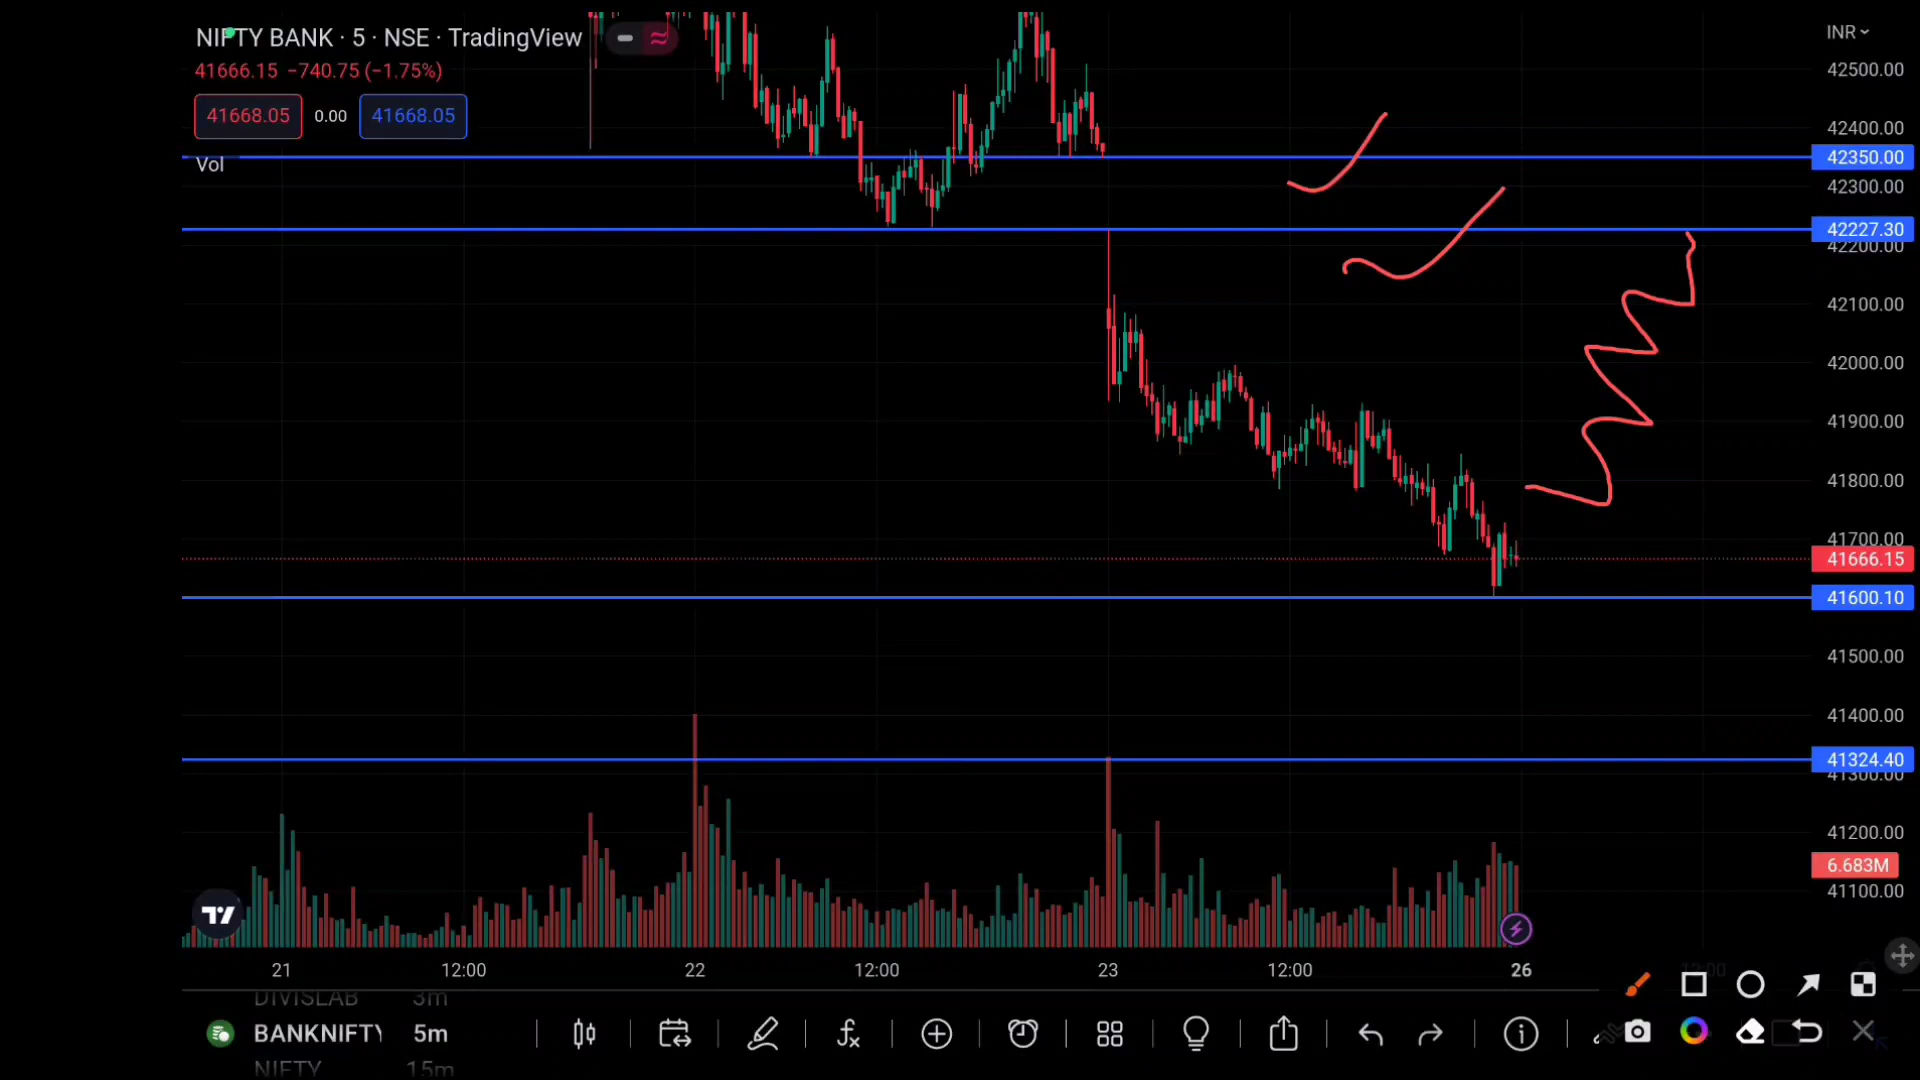 NIFTY BANK · 5 · NSE · TradingView
41666.15 −740.75 (−1.75%)
41668.05 0.00 41668.05
Vol
INR
42500.00
42400.00
42350.00
42300.00
42227.30
42200.00
42100.00
42000.00
41900.00
41800.00
41700.00
41666.15
41600.10
41500.00
41400.00
41324.40
41300.00
41200.00
6.683M
41100.00
21 12:00 22 12:00 23 12:00 26 12:00
DIVISLAB 3m
BANKNIFTY 5m
NIFTY 15m